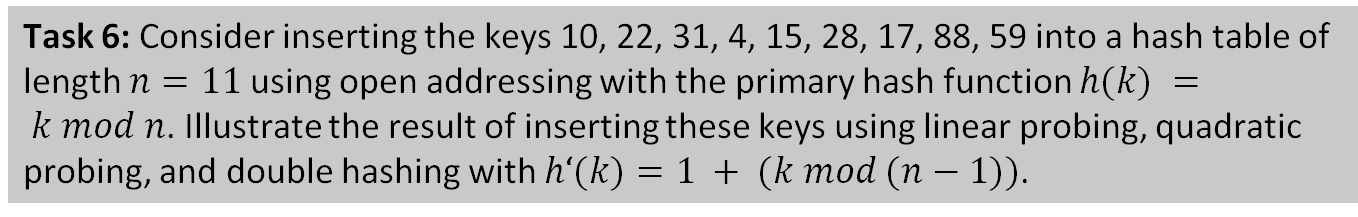 Task 6: Consider inserting the keys 10, 22, 31, 4, 15, 28, 17, 88, 59 into a hash table of
length n = 11 using open addressing with the primary hash function h(k) =
k mod n. Illustrate the result of inserting these keys using linear probing, quadratic
probing, and double hashing with h‘(k) = 1 + (k mod (n − 1)).